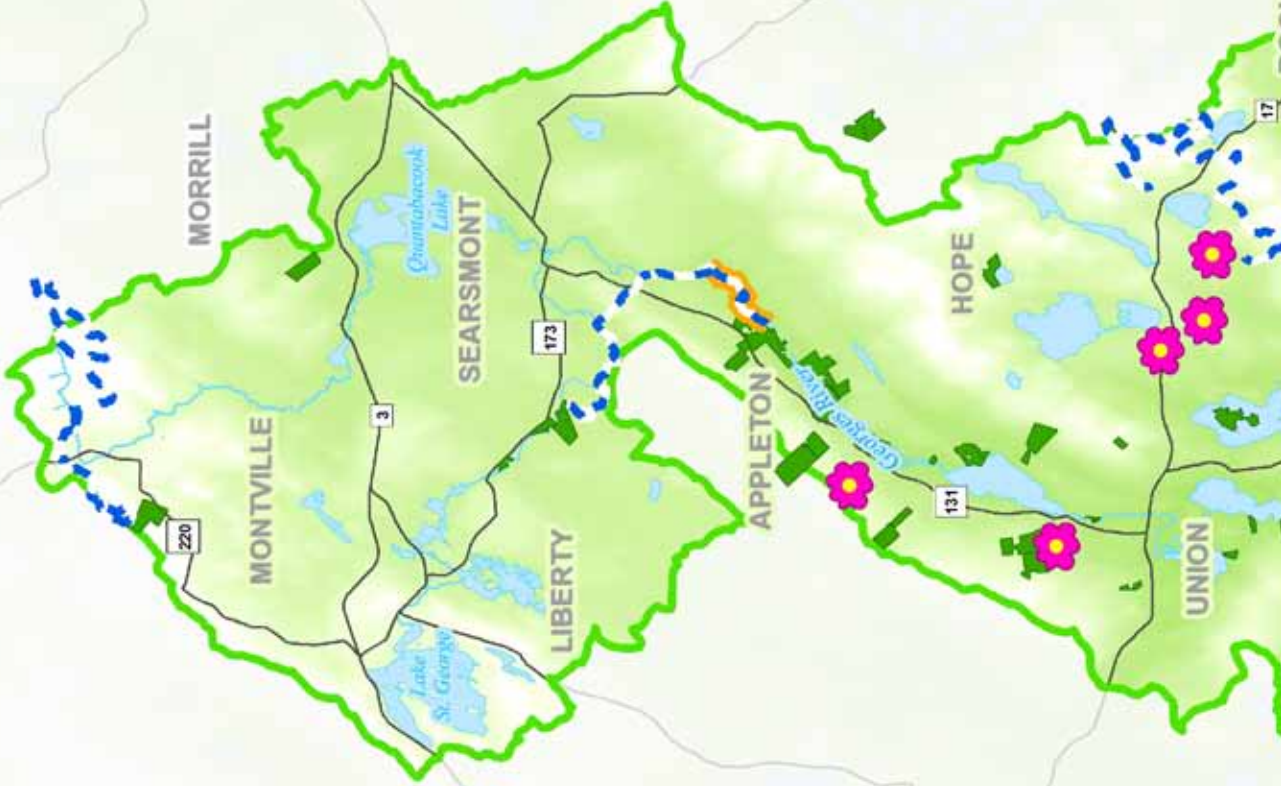 MORRILL
Quantabacook
Lake
SEARSMONT
173
3
MONTVILLE
220
LIBERTY
Lake
St. George
APPLETON
Georges River
131
HOPE
17
UNION